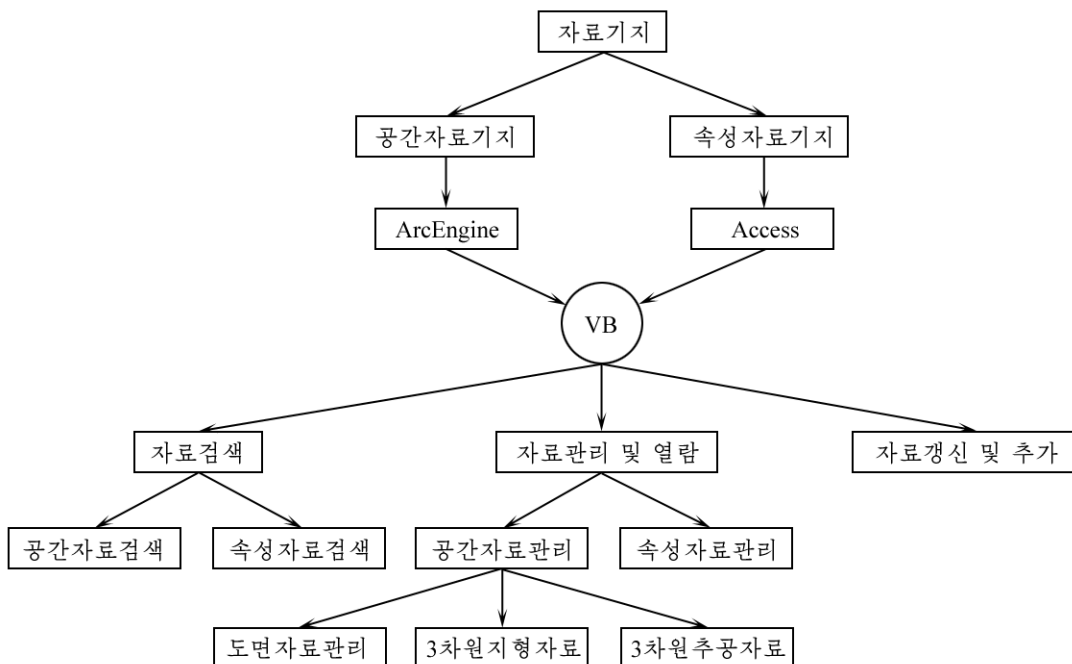 자료기지
공간자료기지
속성자료기지
ArcEngine
Access
VB
자료검색
자료관리 및 열람
자료갱신 및 추가
공간자료검색
속성자료검색
공간자료관리
속성자료관리
도면자료관리
3차원지형자료
3차원추공자료